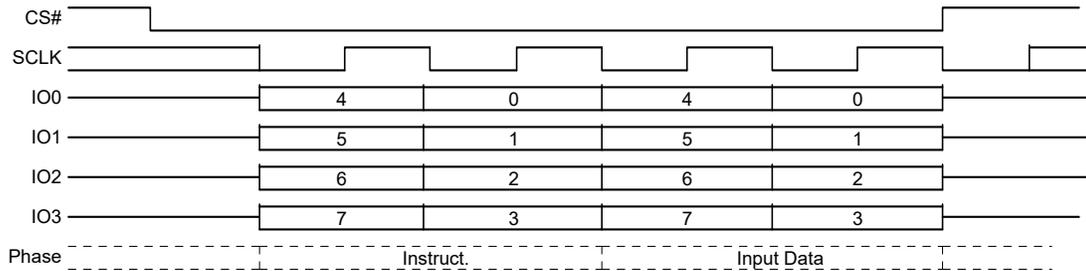 CS#
SCLK
IO0 4 0 4 0
IO1 5 1 5 1
IO2 6 2 6 2
IO3 7 3 7 3
Phase Instruct. Input Data